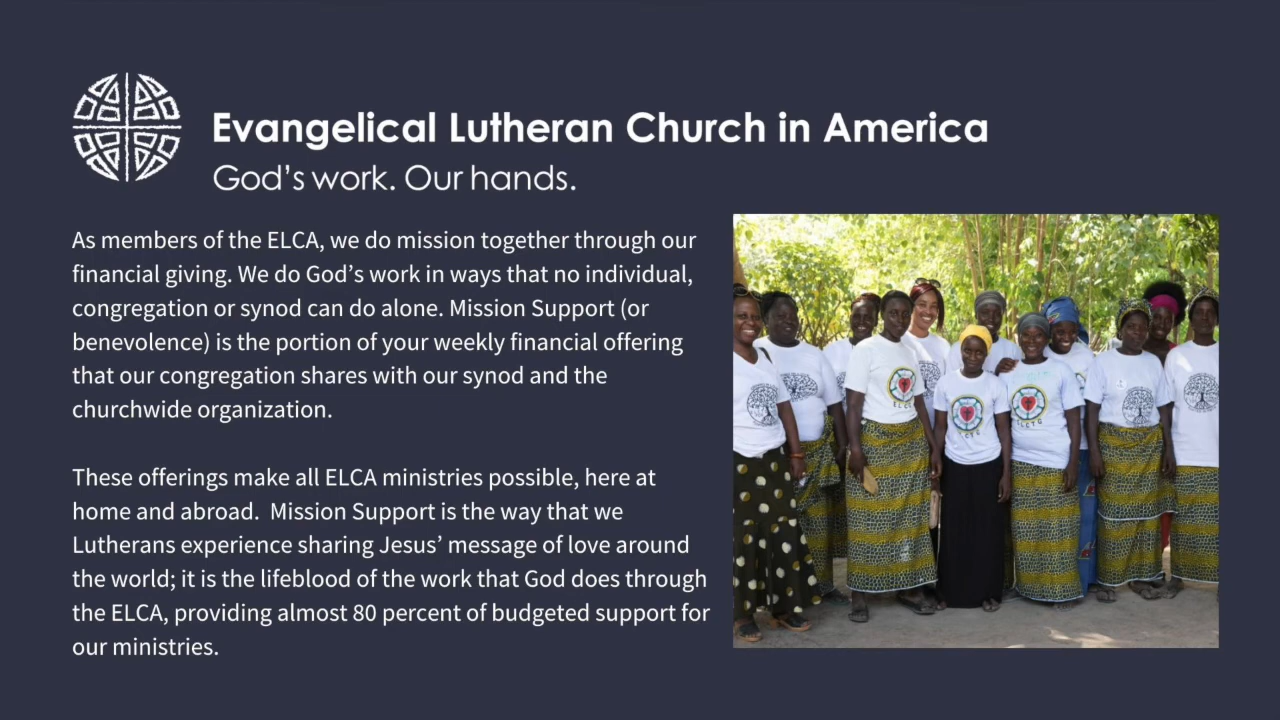 Evangelical Lutheran Church in America
God's work. Our hands.
As members of the ELCA, we do mission together through our
financial giving. We do God’s work in ways that no individual,
congregation or synod can do alone. Mission Support (or
benevolence) is the portion of your weekly financial offering
that our congregation shares with our synod and the
churchwide organization.
These offerings make all ELCA ministries possible, here at
home and abroad.  Mission Support is the way that we
Lutherans experience sharing Jesus’ message of love around
the world; it is the lifeblood of the work that God does through
the ELCA, providing almost 80 percent of budgeted support for
our ministries.